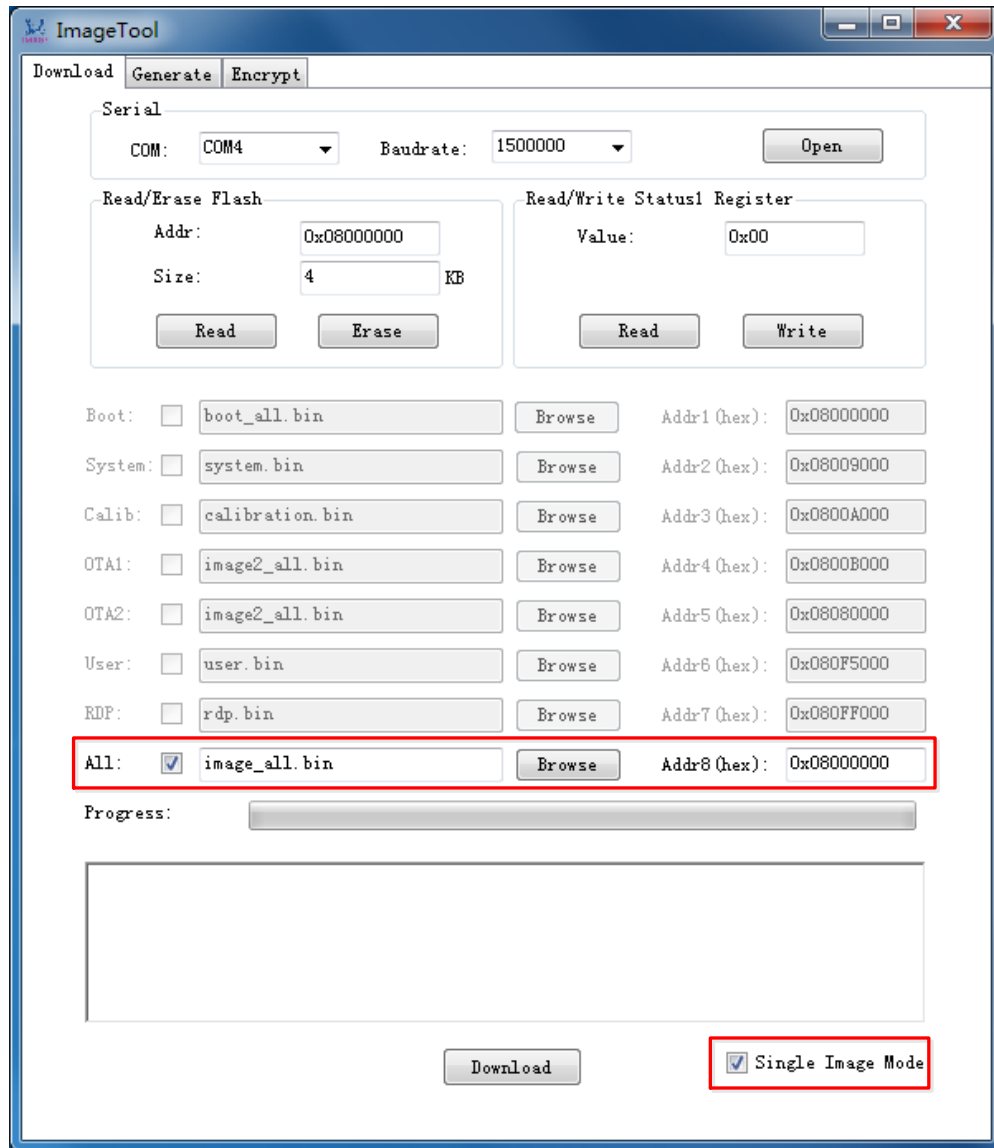 ImageTool
Download Generate Encrypt
Serial
COM: COM4 Baudrate: 1500000 Open
Read/Erase Flash Read/Write Status1 Register
Addr: 0x08000000 Value: 0x00
Size: 4 KB
Read Erase Read Write
Boot: boot_all.bin Browse Addr1(hex): 0x08000000
System: system.bin Browse Addr2(hex): 0x08009000
Calib: calibration.bin Browse Addr3(hex): 0x0800A000
OTA1: image2_all.bin Browse Addr4(hex): 0x0800B000
OTA2: image2_all.bin Browse Addr5(hex): 0x08080000
User: user.bin Browse Addr6(hex): 0x080F5000
RDP: rdp.bin Browse Addr7(hex): 0x080FF000
All: image_all.bin Browse Addr8(hex): 0x08000000
Progress:
Download Single Image Mode